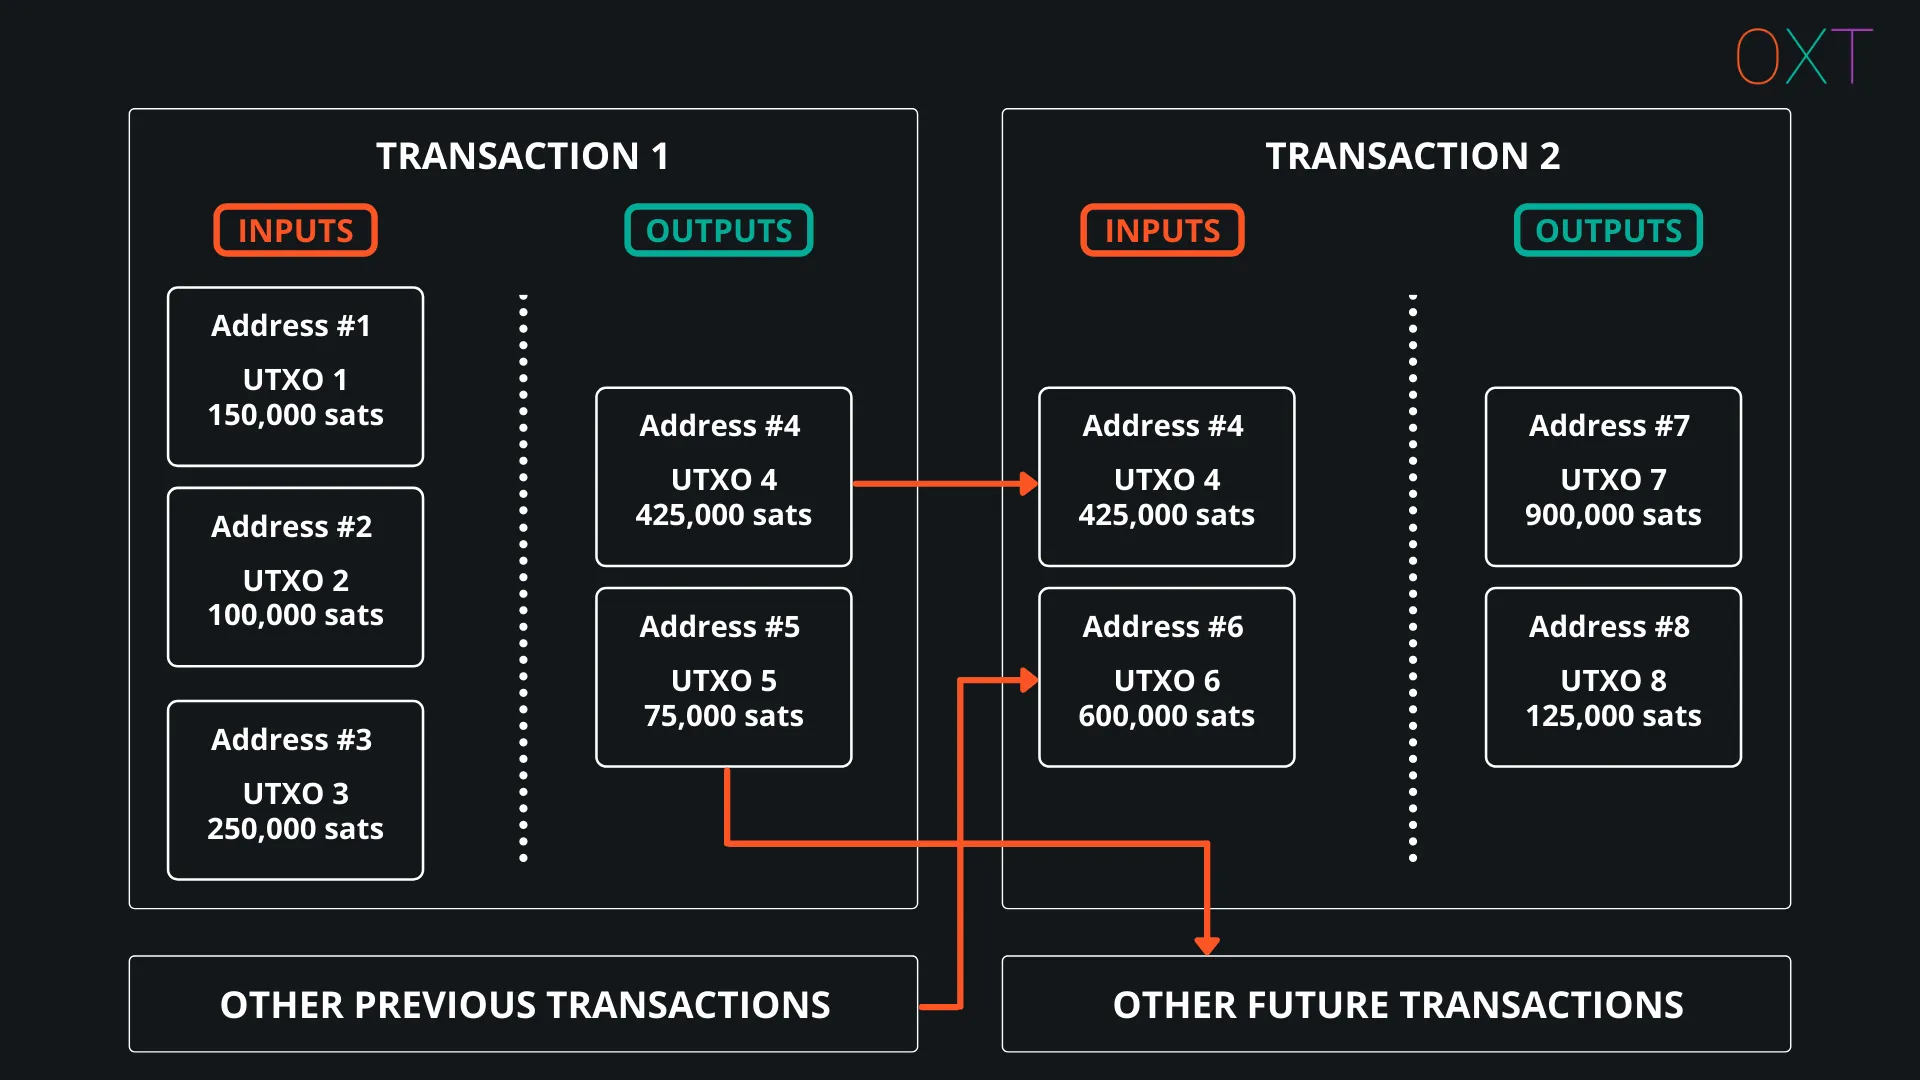 OXT
TRANSACTION 1
INPUTS
OUTPUTS
Address #1
UTXO 1
150,000 sats
Address #2
UTXO 2
100,000 sats
Address #3
UTXO 3
250,000 sats
Address #4
UTXO 4
425,000 sats
Address #5
UTXO 5
75,000 sats
TRANSACTION 2
INPUTS
OUTPUTS
Address #4
UTXO 4
425,000 sats
Address #6
UTXO 6
600,000 sats
Address #7
UTXO 7
900,000 sats
Address #8
UTXO 8
125,000 sats
OTHER PREVIOUS TRANSACTIONS
OTHER FUTURE TRANSACTIONS